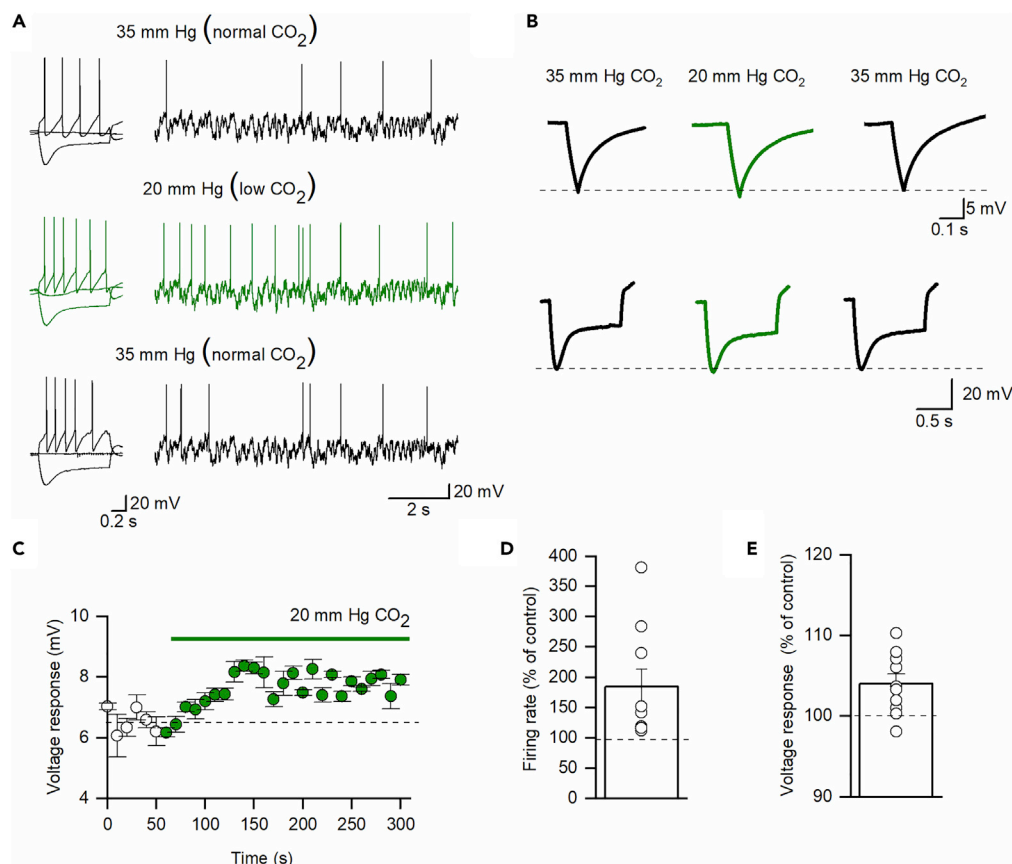 A
35 mm Hg (normal CO2)
20 mm Hg (low CO2)
35 mm Hg (normal CO2)
20 mV
0.2 s
20 mV
2 s
B
35 mm Hg CO2
20 mm Hg CO2
35 mm Hg CO2
5 mV
0.1 s
20 mV
0.5 s
C
20 mm Hg CO2
Voltage response (mV)
10
8
6
4
0
50
100
150
200
250
300
Time (s)
D
Firing rate (% of control)
400
350
300
250
200
150
100
50
0
E
Voltage response (% of control)
120
110
100
90